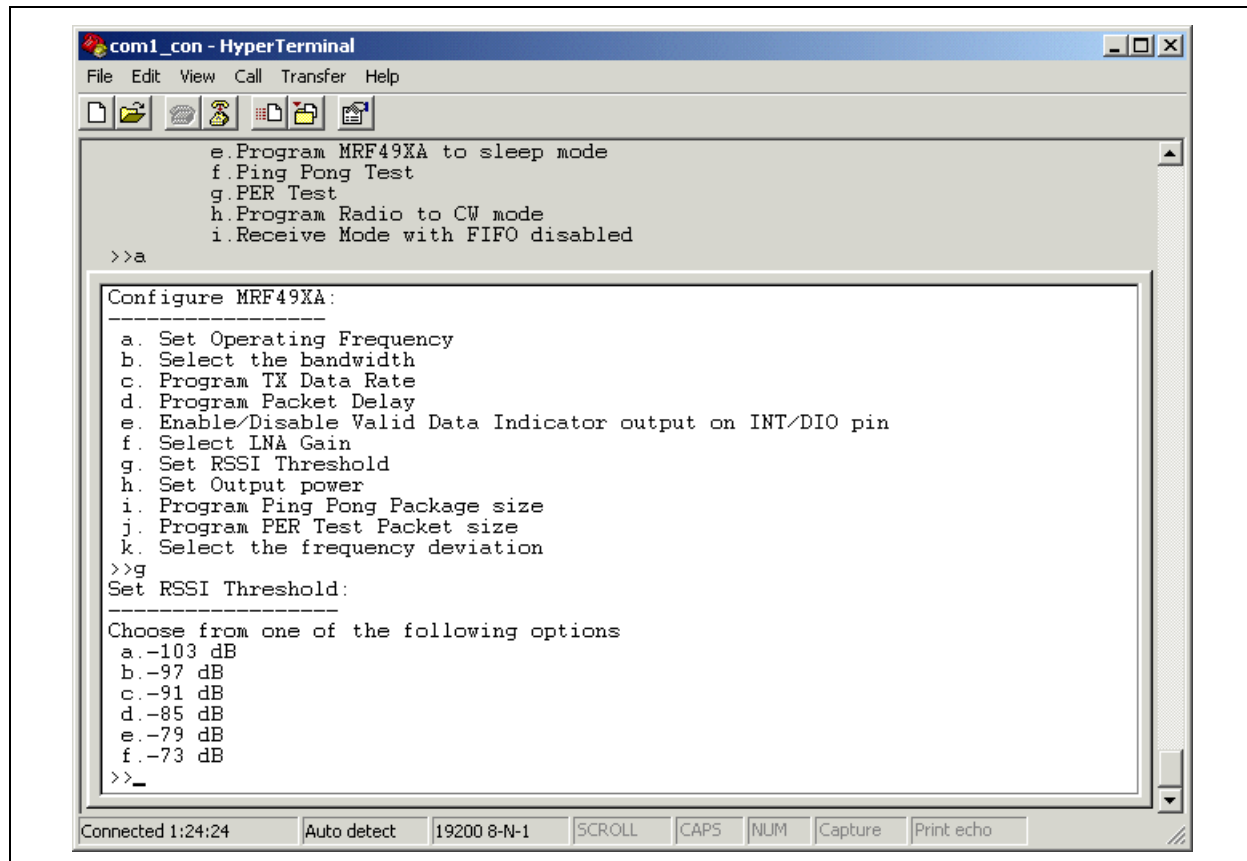 com1_con - HyperTerminal
File Edit View Call Transfer Help
e.Program MRF49XA to sleep mode
f.Ping Pong Test
g.PER Test
h.Program Radio to CW mode
i.Receive Mode with FIFO disabled
>>a
Configure MRF49XA:
-----------------
a. Set Operating Frequency
b. Select the bandwidth
c. Program TX Data Rate
d. Program Packet Delay
e. Enable/Disable Valid Data Indicator output on INT/DIO pin
f. Select LNA Gain
g. Set RSSI Threshold
h. Set Output power
i. Program Ping Pong Package size
j. Program PER Test Packet size
k. Select the frequency deviation
>>g
Set RSSI Threshold:
------------------
Choose from one of the following options
a.-103 dB
b.-97 dB
c.-91 dB
d.-85 dB
e.-79 dB
f.-73 dB
>>_
Connected 1:24:24 Auto detect 19200 8-N-1 SCROLL CAPS NUM Capture Print echo